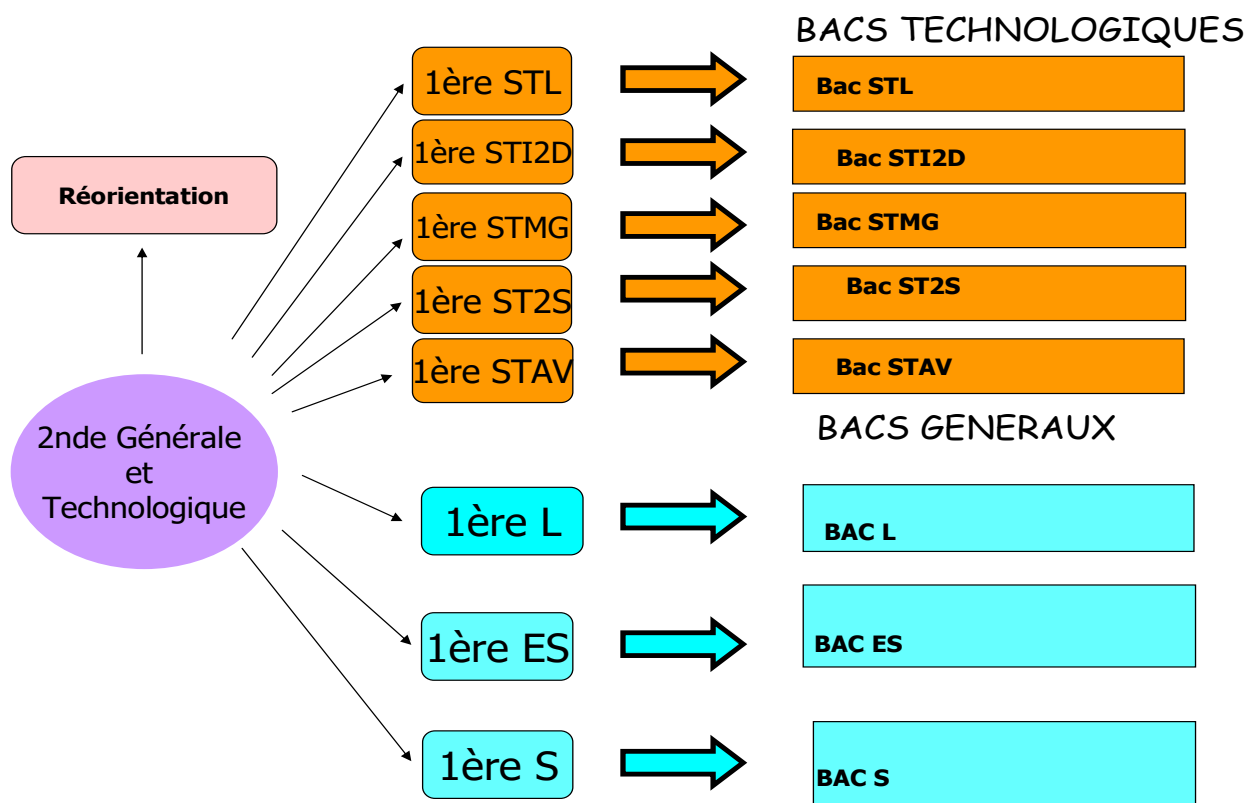 BACS TECHNOLOGIQUES
1ère STL
Bac STL
1ère STI2D
Bac STI2D
Réorientation
1ère STMG
Bac STMG
1ère ST2S
Bac ST2S
1ère STAV
Bac STAV
BACS GENERAUX
2nde Générale
et
Technologique
1ère L
BAC L
1ère ES
BAC ES
1ère S
BAC S